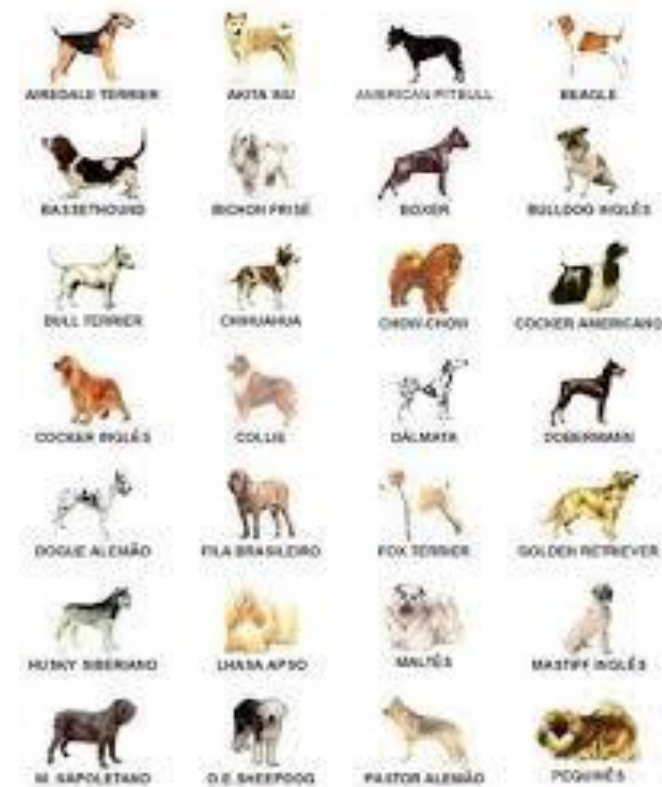 AIREDALE TERRIER
AKITA INU
AMERICAN PITBULL
BEAGLE
BASSETHOUND
BICHON FRISÉ
BOXER
BULLDOG INGLÊS
BULL TERRIER
CHIHUAHUA
CHOW-CHOW
COCKER AMERICANO
COCKER INGLÊS
COLLIE
DÁLMATA
DOBERMANN
DOGUE ALEMÃO
FILA BRASILEIRO
FOX TERRIER
GOLDEN RETRIEVER
HUSKY SIBERIANO
LHASA APSO
MALTÊS
MASTIFF INGLÊS
M. NAPOLETANO
O.E. SHEEPDOG
PASTOR ALEMÃO
PEQUINÊS